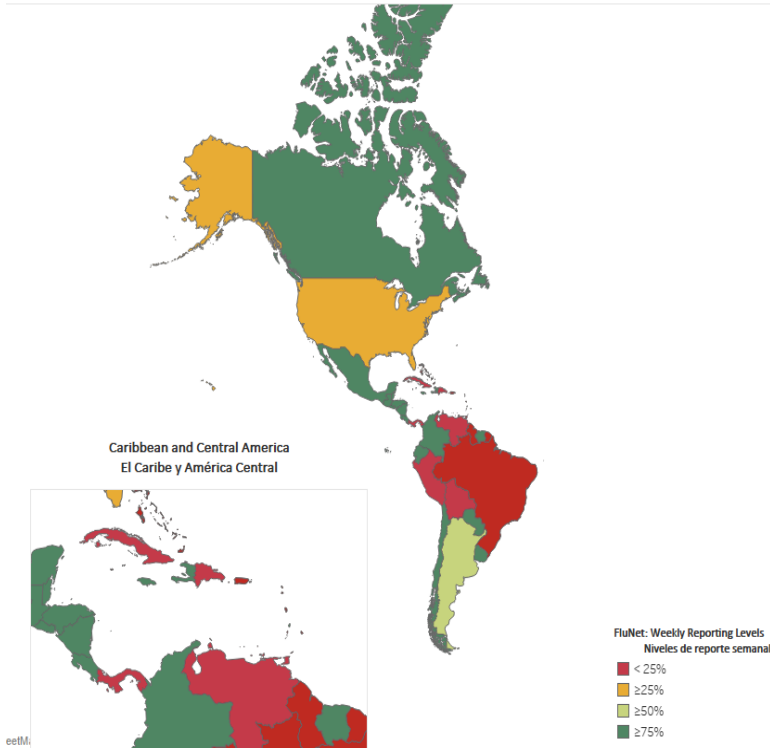 Caribbean and Central America
El Caribe y América Central
FluNet: Weekly Reporting Levels
Niveles de reporte semanal
< 25%
≥25%
≥50%
≥75%